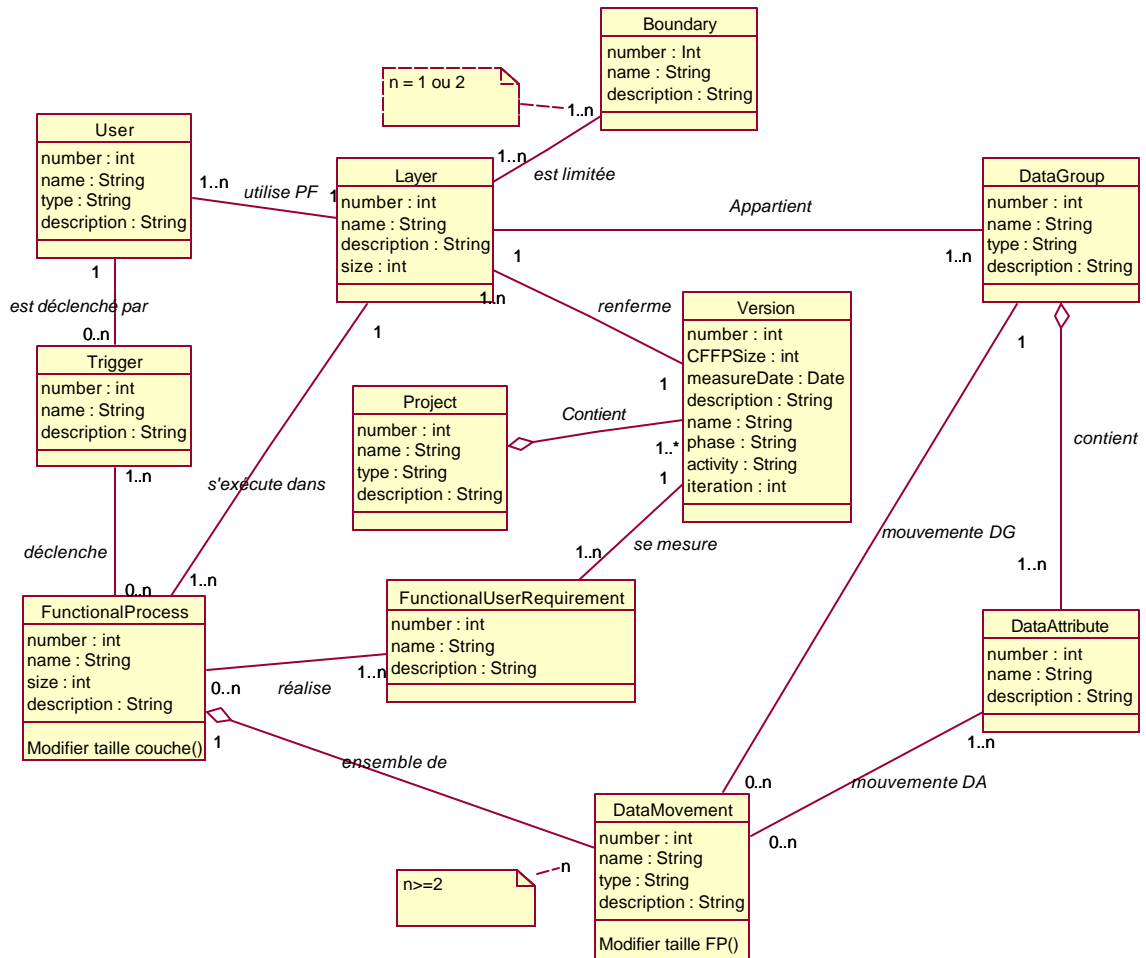 Boundary
number : Int
name : String
description : String
n = 1 ou 2
1..n
1..n
est limitée
User
number : int
name : String
type : String
description : String
1..n
utilise PF
1
Layer
number : int
name : String
description : String
size : int
Appartient
1
1..n
DataGroup
number : int
name : String
type : String
description : String
1
est déclenché par
0..n
1..n
renferme
1
1
Version
number : int
CFFPSize : int
measureDate : Date
description : String
name : String
phase : String
activity : String
iteration : int
1
Trigger
number : int
name : String
description : String
1..n
Project
number : int
name : String
type : String
description : String
Contient
1..*
1
contient
s'exécute dans
déclenche
0..n
1..n
se mesure
1..n
mouvemente DG
1..n
FunctionalProcess
number : int
name : String
size : int
description : String
Modifier taille couche()
FunctionalUserRequirement
number : int
name : String
description : String
0..n
réalise
1..n
DataAttribute
number : int
name : String
description : String
1
ensemble de
1..n
mouvemente DA
0..n
0..n
DataMovement
number : int
name : String
type : String
description : String
Modifier taille FP()
n>=2
n